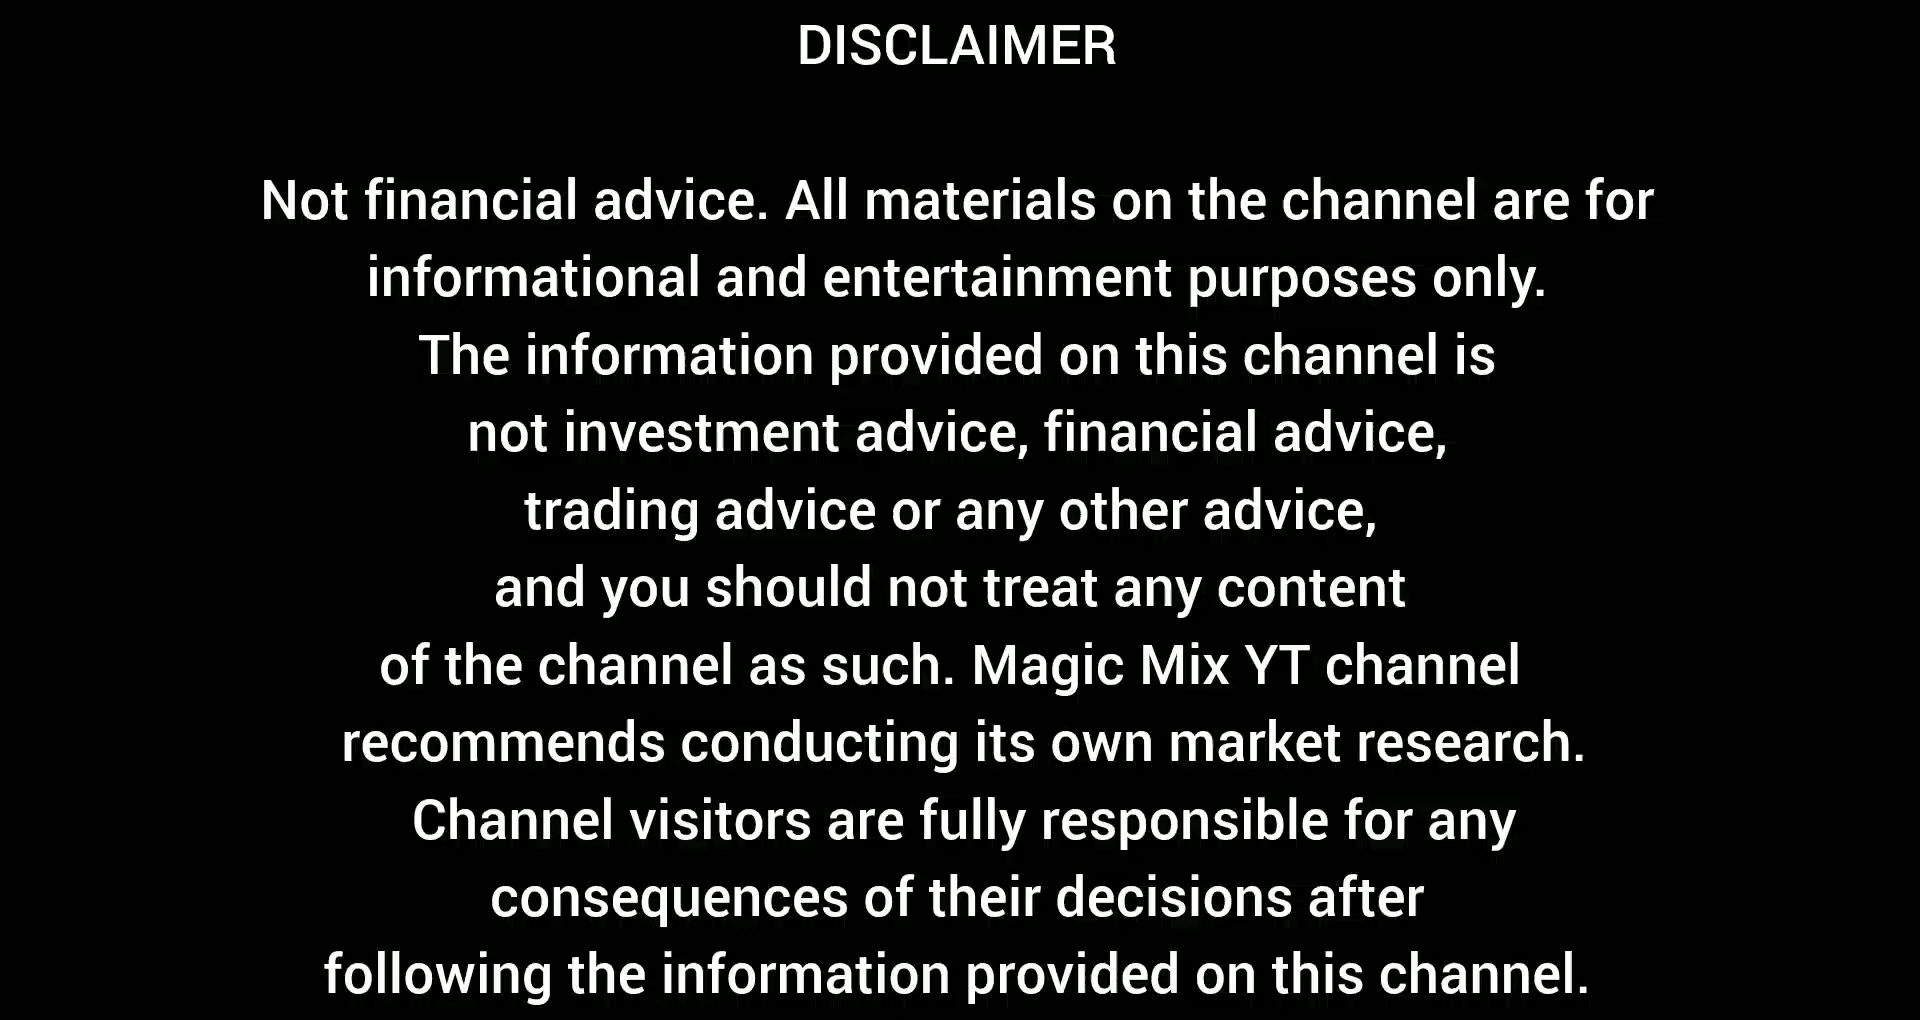 DISCLAIMER
Not financial advice. All materials on the channel are for
informational and entertainment purposes only.
The information provided on this channel is
not investment advice, financial advice,
trading advice or any other advice,
and you should not treat any content
of the channel as such. Magic Mix YT channel
recommends conducting its own market research.
Channel visitors are fully responsible for any
consequences of their decisions after
following the information provided on this channel.